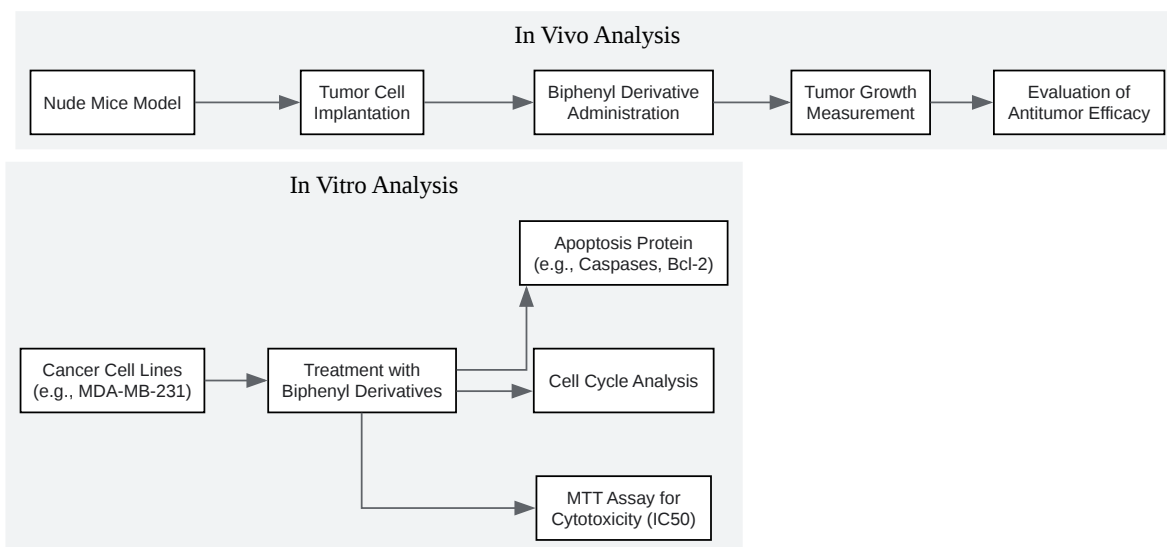 In Vivo Analysis
Nude Mice Model
Tumor Cell
Implantation
Biphenyl Derivative
Administration
Tumor Growth
Measurement
Evaluation of
Antitumor Efficacy
In Vitro Analysis
Apoptosis Protein
(e.g., Caspases, Bcl-2)
Cancer Cell Lines
(e.g., MDA-MB-231)
Treatment with
Biphenyl Derivatives
Cell Cycle Analysis
MTT Assay for
Cytotoxicity (IC50)